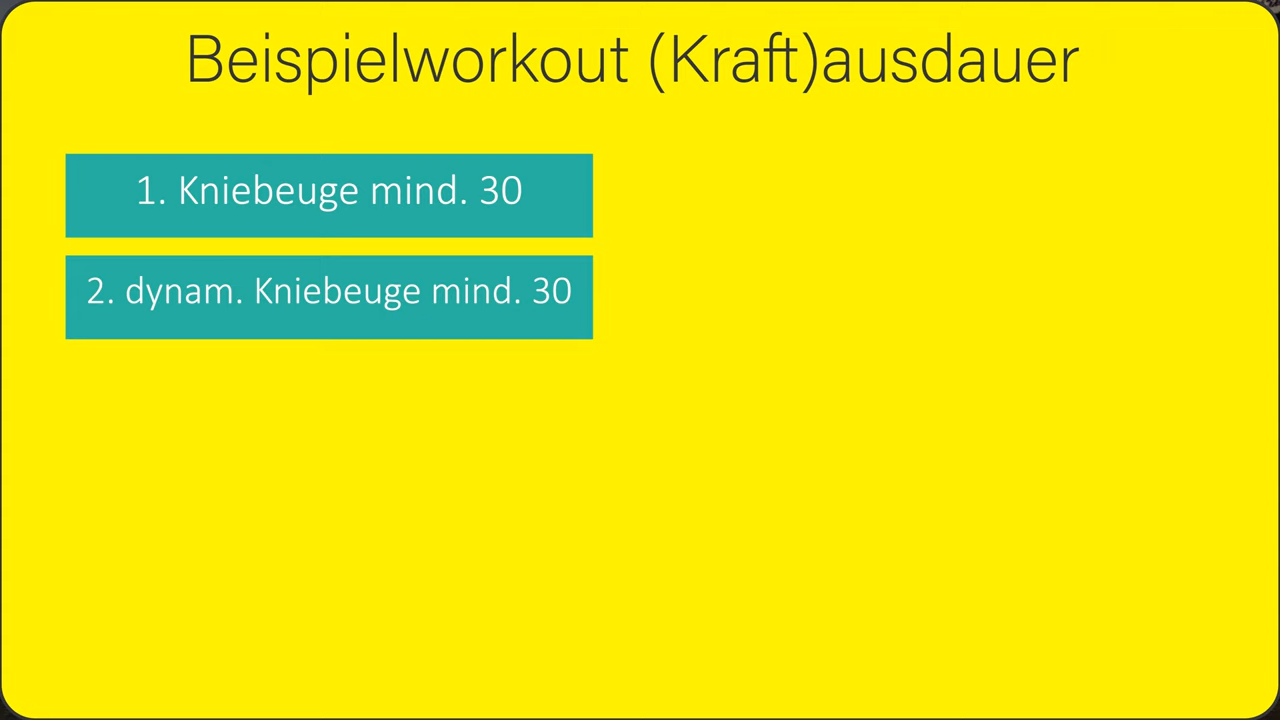 Beispielworkout (Kraft)ausdauer
1. Kniebeuge mind. 30
2. dynam. Kniebeuge mind. 30